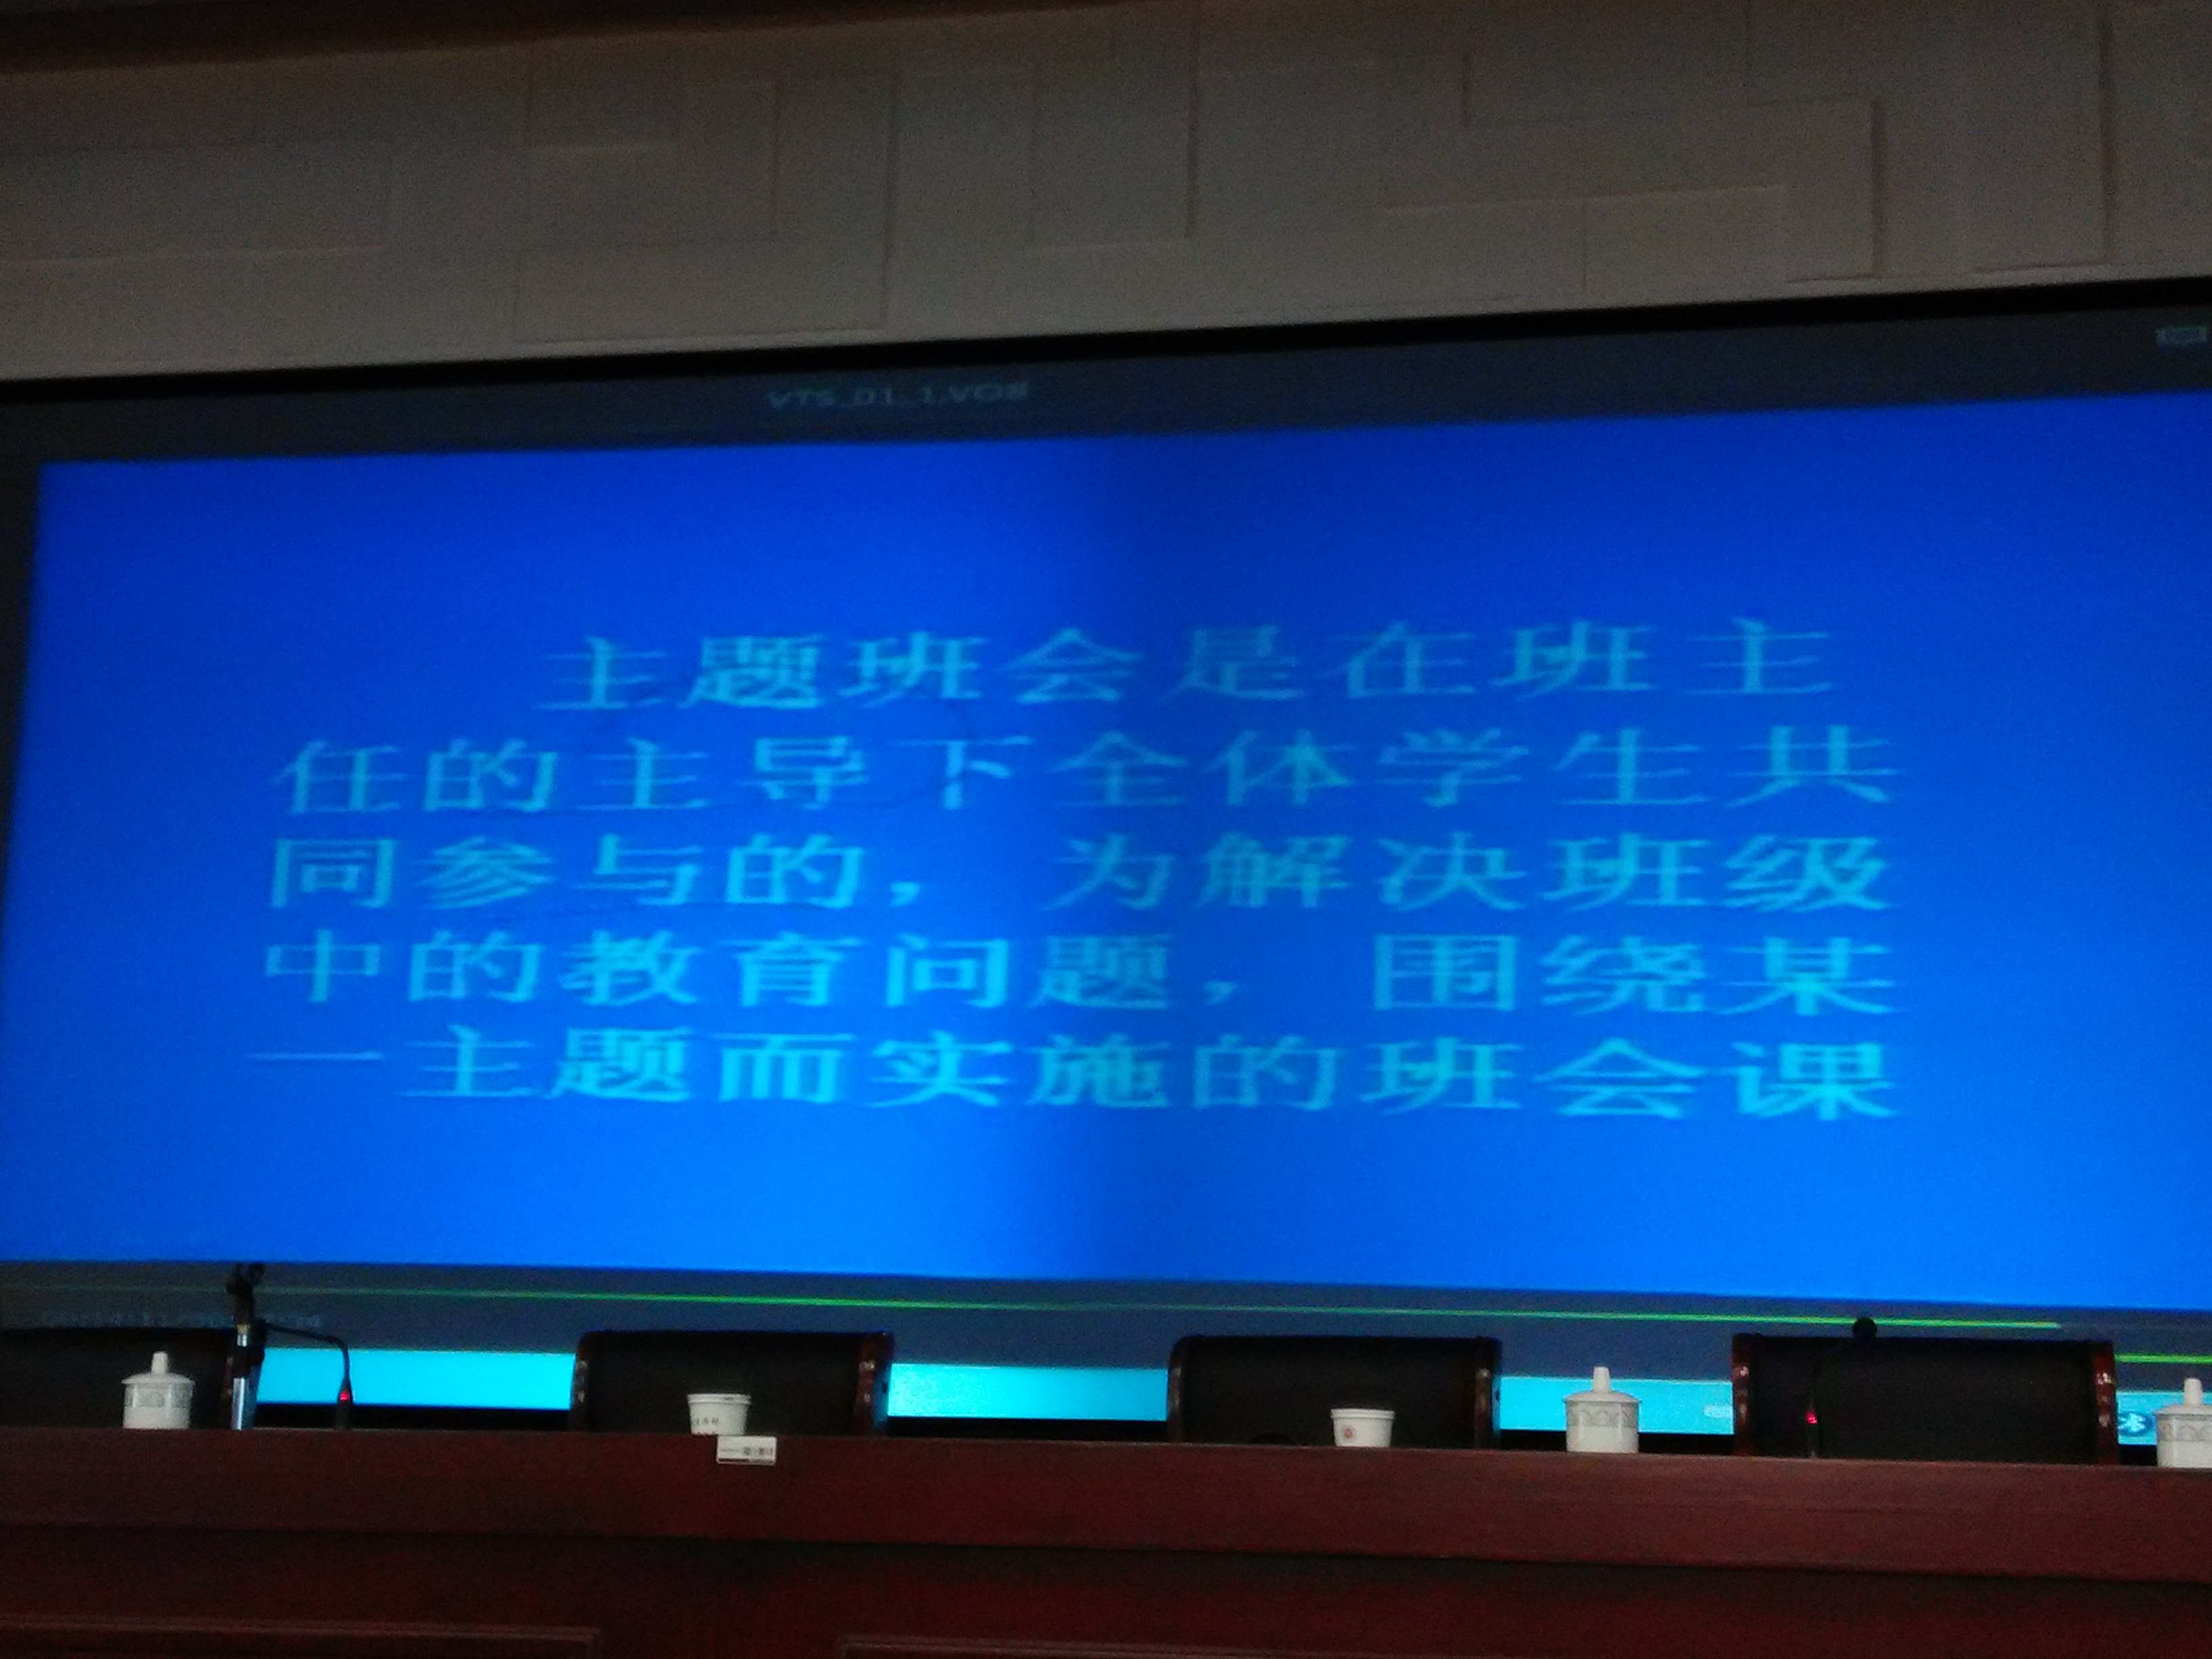 VTS_01_1.VOB
主题班会是在班主
任的主导下全体学生共
同参与的，为解决班级
中的教育问题，围绕某
一主题而实施的班会课